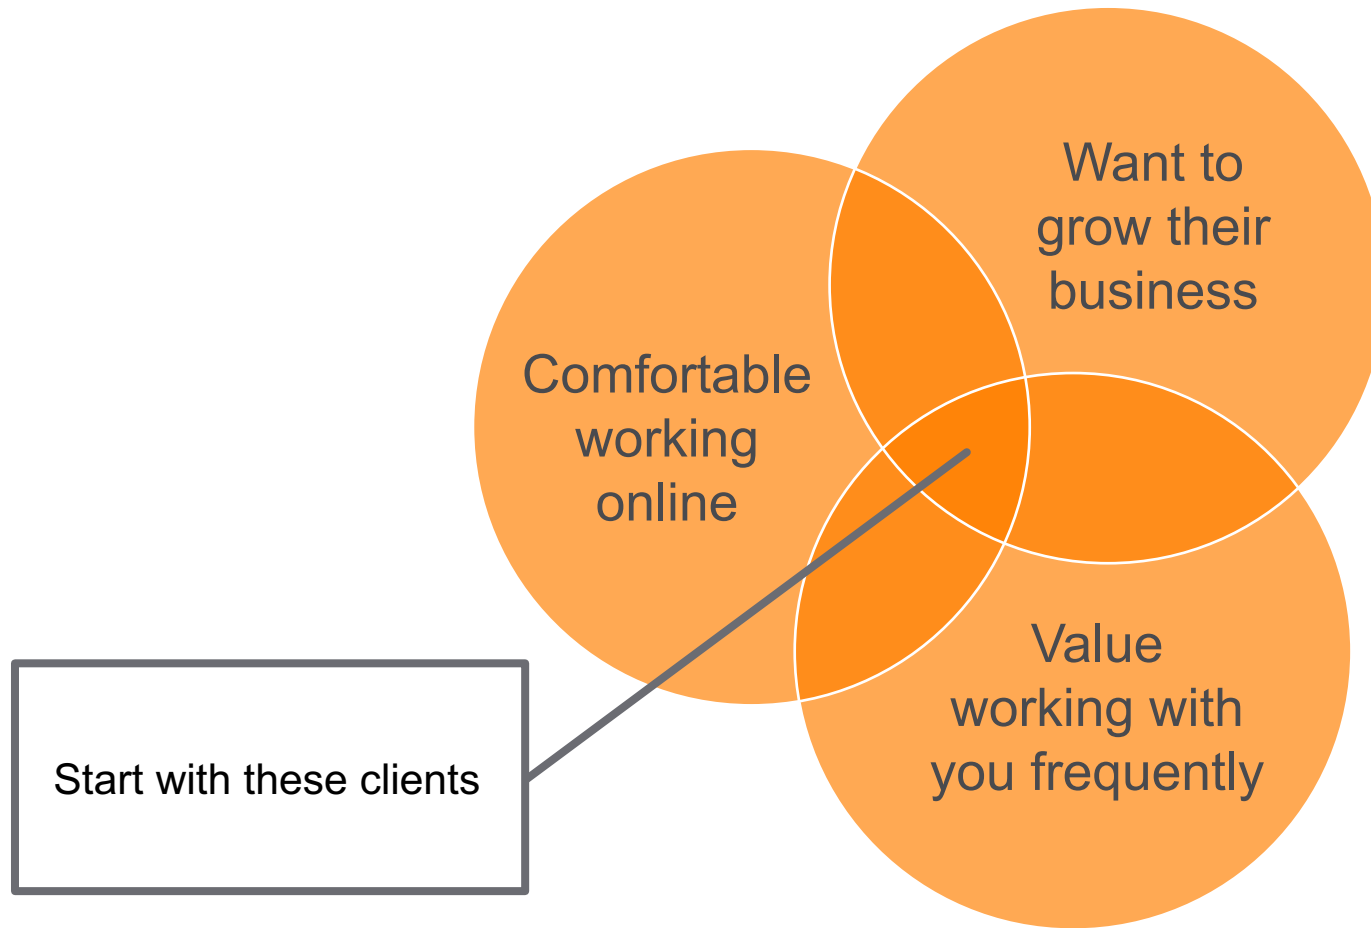 Want to
grow their
business
Comfortable
working
online
Value
working with
you frequently
Start with these clients